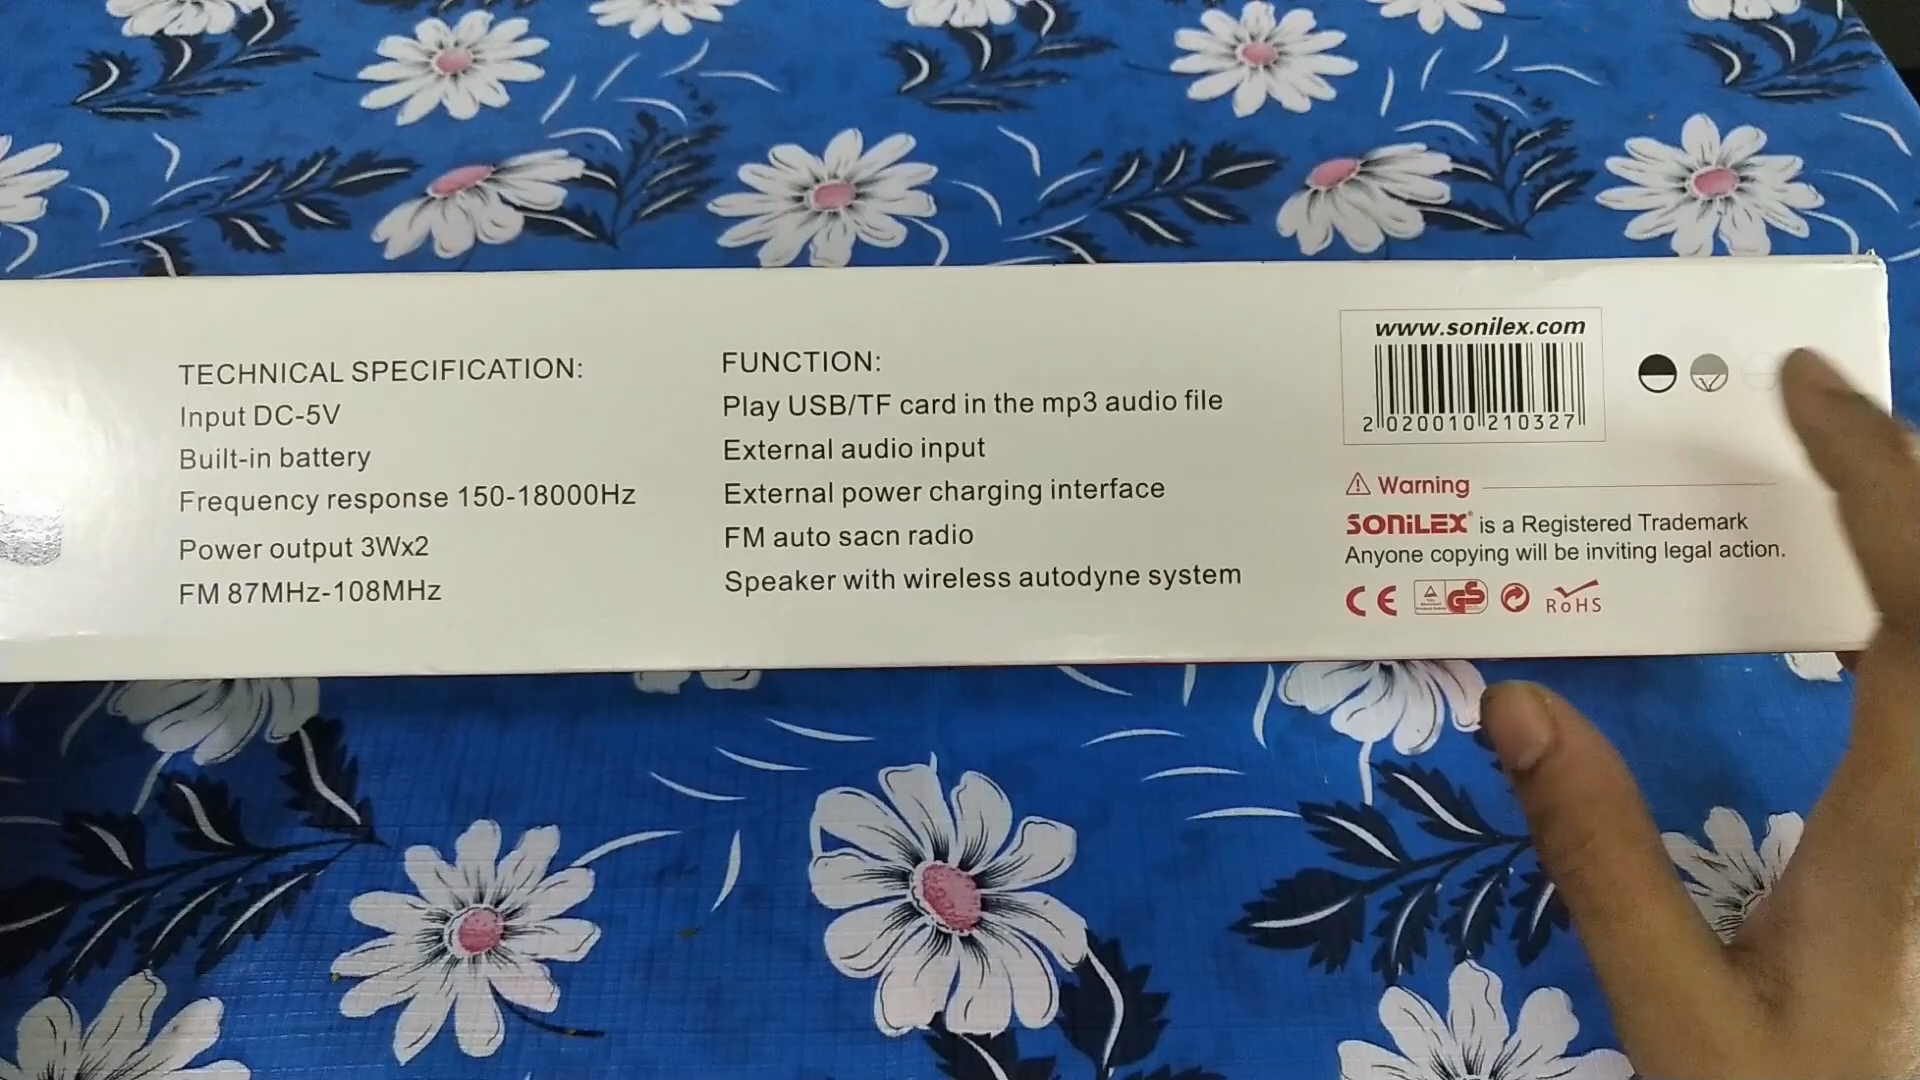 TECHNICAL SPECIFICATION:
Input DC-5V
Built-in battery
Frequency response 150-18000Hz
Power output 3Wx2
FM 87MHz-108MHz
FUNCTION:
Play USB/TF card in the mp3 audio file
External audio input
External power charging interface
FM auto sacn radio
Speaker with wireless autodyne system
www.sonilex.com
2 020010 210327
Warning
SONiLEX® is a Registered Trademark
Anyone copying will be inviting legal action.
CE GS RoHS